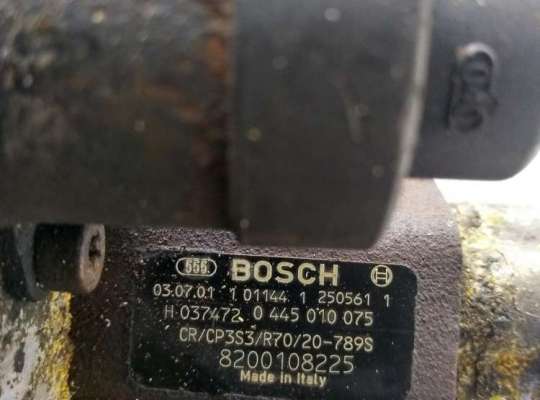 555 BOSCH
03.07.01 1 01144 1 250561 1
H 037472 0 445 010 075
CR/CP3S3/R70/20-789S
8200108225
Made in Italy